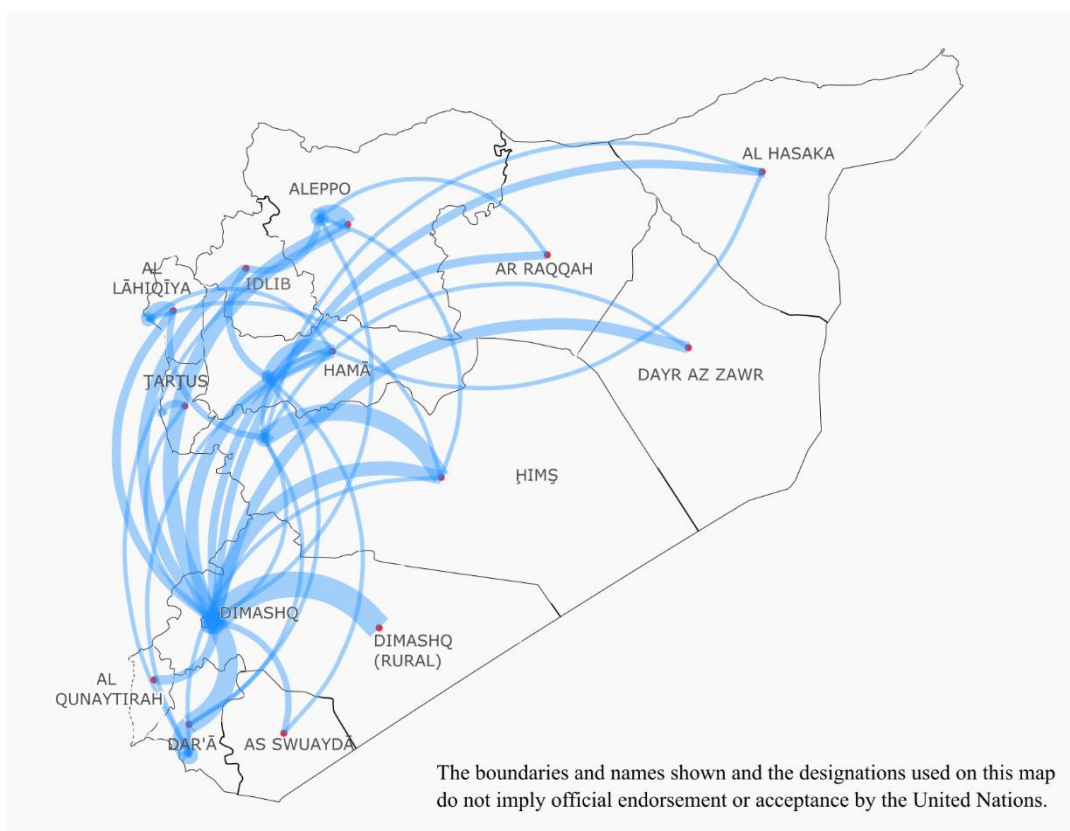 AL HASAKA
ALEPPO
AR RAQQAH
AL
LĀHIQĪYA
IDLIB
HAMĀ
DAYR AZ ZAWR
ŢARŢUS
ḨIMŞ
DIMASHQ
DIMASHQ
(RURAL)
AL
QUNAYTIRAH
DAR'Ā
AS SWUAYDĀ
The boundaries and names shown and the designations used on this map
do not imply official endorsement or acceptance by the United Nations.